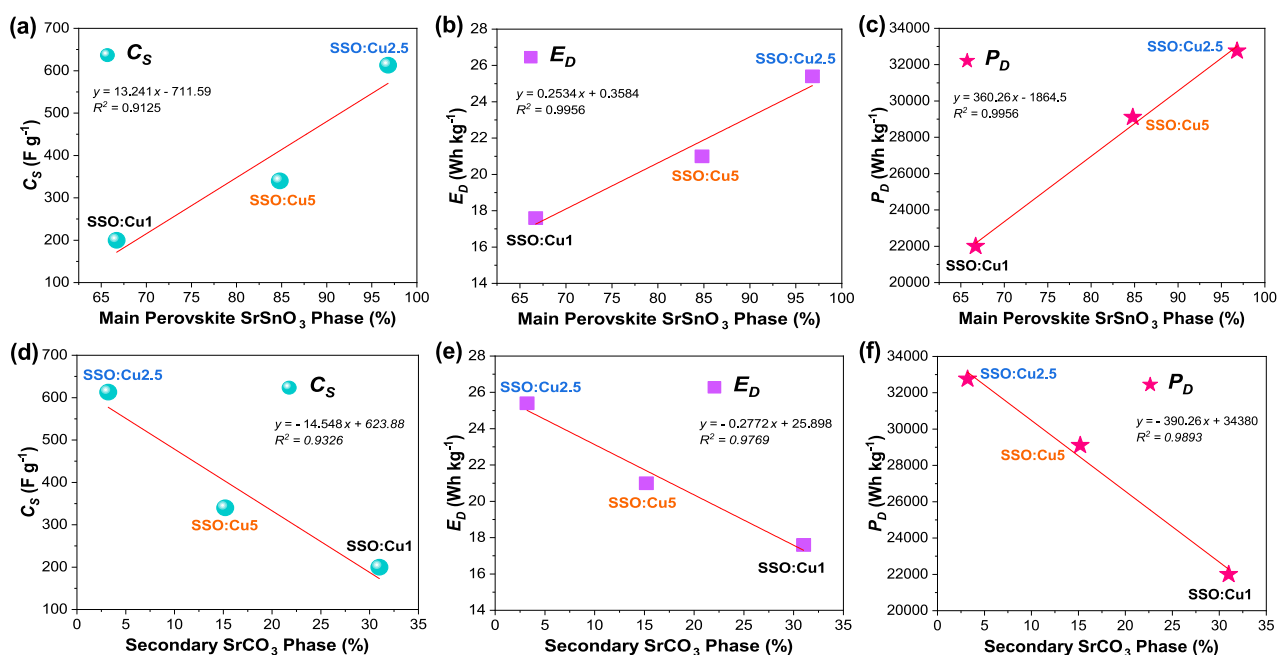 (a)
C_S
SSO:Cu2.5
y = 13.241x - 711.59
R² = 0.9125
SSO:Cu5
SSO:Cu1
C_S (F g⁻¹)
700
600
500
400
300
200
100
65 70 75 80 85 90 95 100
Main Perovskite SrSnO₃ Phase (%)
(b)
E_D
SSO:Cu2.5
y = 0.2534x + 0.3584
R² = 0.9956
SSO:Cu5
SSO:Cu1
E_D (Wh kg⁻¹)
28
26
24
22
20
18
16
14
65 70 75 80 85 90 95 100
Main Perovskite SrSnO₃ Phase (%)
(c)
P_D
SSO:Cu2.5
y = 360.26x - 1864.5
R² = 0.9956
SSO:Cu5
SSO:Cu1
P_D (Wh kg⁻¹)
34000
32000
30000
28000
26000
24000
22000
20000
65 70 75 80 85 90 95 100
Main Perovskite SrSnO₃ Phase (%)
(d)
SSO:Cu2.5
C_S
y = - 14.548x + 623.88
R² = 0.9326
SSO:Cu5
SSO:Cu1
C_S (F g⁻¹)
700
600
500
400
300
200
100
0 5 10 15 20 25 30 35
Secondary SrCO₃ Phase (%)
(e)
E_D
SSO:Cu2.5
y = - 0.2772x + 25.898
R² = 0.9769
SSO:Cu5
SSO:Cu1
E_D (Wh kg⁻¹)
28
26
24
22
20
18
16
14
0 5 10 15 20 25 30 35
Secondary SrCO₃ Phase (%)
(f)
SSO:Cu2.5
P_D
y = - 390.26x + 34380
R² = 0.9893
SSO:Cu5
SSO:Cu1
P_D (Wh kg⁻¹)
34000
32000
30000
28000
26000
24000
22000
20000
0 5 10 15 20 25 30 35
Secondary SrCO₃ Phase (%)